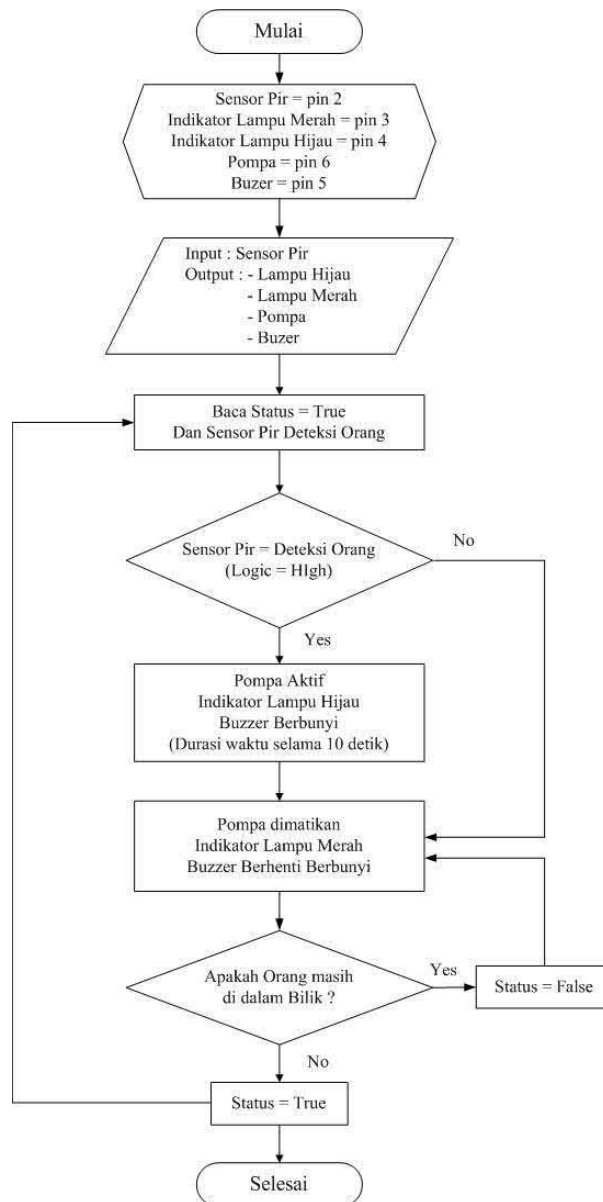 Mulai
Sensor Pir = pin 2
Indikator Lampu Merah = pin 3
Indikator Lampu Hijau = pin 4
Pompa = pin 6
Buzer = pin 5
Input : Sensor Pir
Output : - Lampu Hijau
- Lampu Merah
- Pompa
- Buzer
Baca Status = True
Dan Sensor Pir Deteksi Orang
Sensor Pir = Deteksi Orang
(Logic = HIgh)
No
Yes
Pompa Aktif
Indikator Lampu Hijau
Buzzer Berbunyi
(Durasi waktu selama 10 detik)
Pompa dimatikan
Indikator Lampu Merah
Buzzer Berhenti Berbunyi
Apakah Orang masih
di dalam Bilik ?
Yes
Status = False
No
Status = True
Selesai